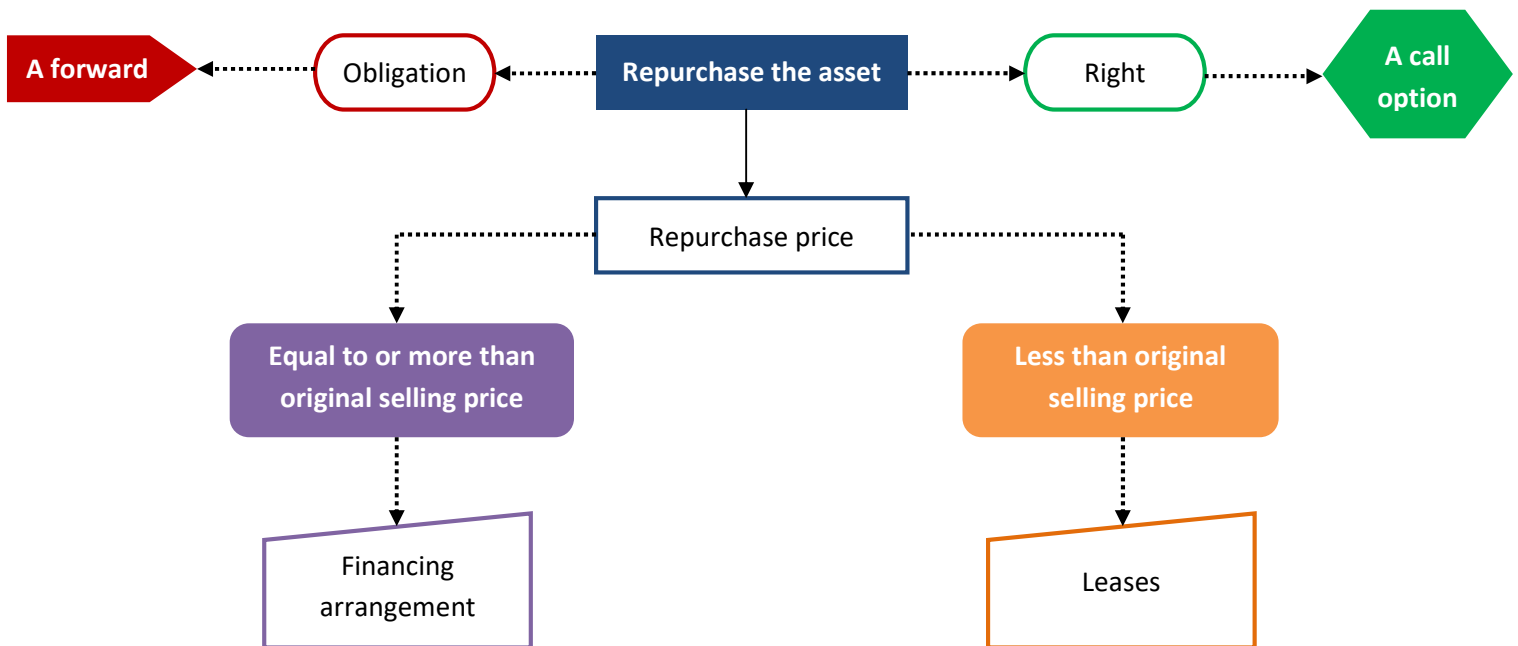 A forward
Obligation
Repurchase the asset
Right
A call
option
Repurchase price
Equal to or more than
original selling price
Less than original
selling price
Financing
arrangement
Leases